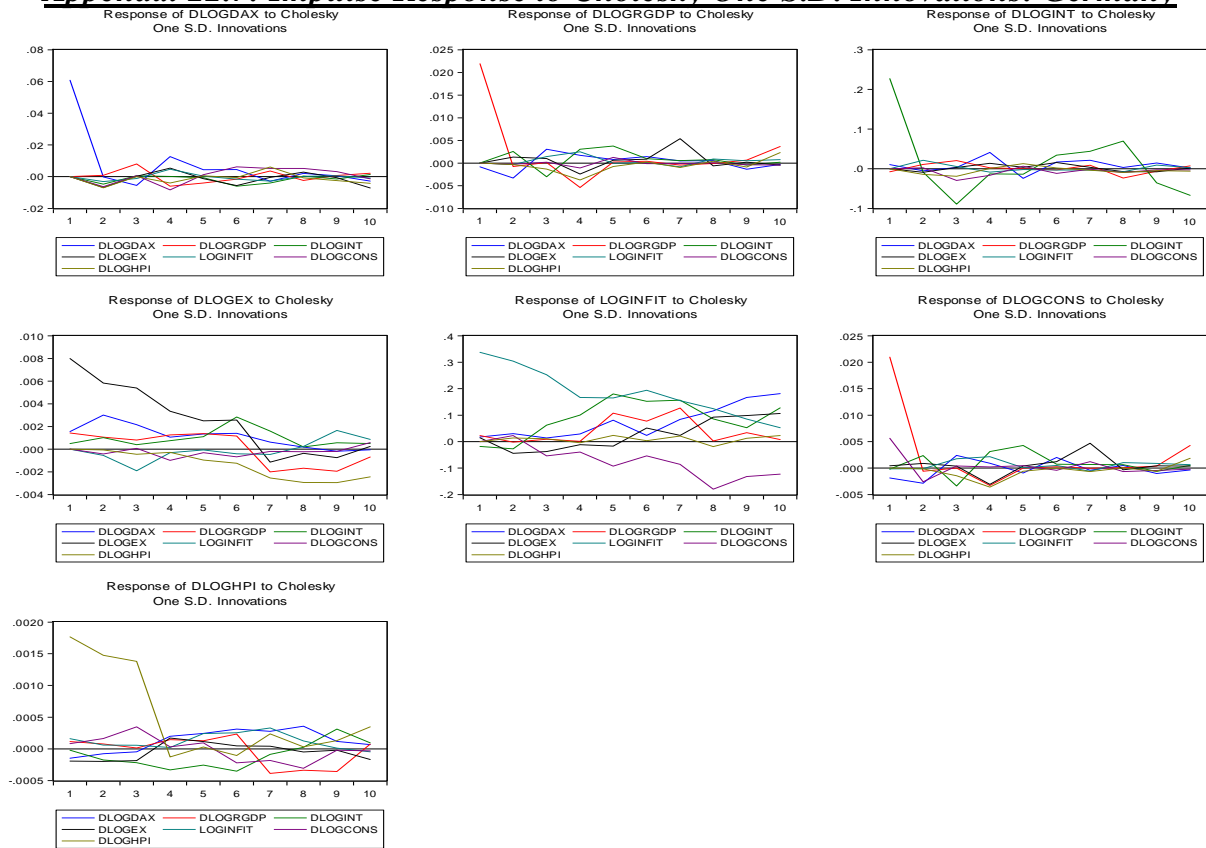 Impulse Response to Cholesky One S.D. Innovations: Germany
Response of DLOGDAX to Cholesky
One S.D. Innovations
.08
.06
.04
.02
.00
-.02
1 2 3 4 5 6 7 8 9 10
DLOGDAX DLOGRGDP DLOGINT
DLOGEX LOGINFIT DLOGCONS
DLOGHPI
Response of DLOGRGDP to Cholesky
One S.D. Innovations
.025
.020
.015
.010
.005
.000
-.005
-.010
1 2 3 4 5 6 7 8 9 10
DLOGDAX DLOGRGDP DLOGINT
DLOGEX LOGINFIT DLOGCONS
DLOGHPI
Response of DLOGINT to Cholesky
One S.D. Innovations
.3
.2
.1
.0
-.1
1 2 3 4 5 6 7 8 9 10
DLOGDAX DLOGRGDP DLOGINT
DLOGEX LOGINFIT DLOGCONS
DLOGHPI
Response of DLOGEX to Cholesky
One S.D. Innovations
.010
.008
.006
.004
.002
.000
-.002
-.004
1 2 3 4 5 6 7 8 9 10
DLOGDAX DLOGRGDP DLOGINT
DLOGEX LOGINFIT DLOGCONS
DLOGHPI
Response of LOGINFIT to Cholesky
One S.D. Innovations
.4
.3
.2
.1
.0
-.1
-.2
1 2 3 4 5 6 7 8 9 10
DLOGDAX DLOGRGDP DLOGINT
DLOGEX LOGINFIT DLOGCONS
DLOGHPI
Response of DLOGCONS to Cholesky
One S.D. Innovations
.025
.020
.015
.010
.005
.000
-.005
1 2 3 4 5 6 7 8 9 10
DLOGDAX DLOGRGDP DLOGINT
DLOGEX LOGINFIT DLOGCONS
DLOGHPI
Response of DLOGHPI to Cholesky
One S.D. Innovations
.0020
.0015
.0010
.0005
.0000
-.0005
1 2 3 4 5 6 7 8 9 10
DLOGDAX DLOGRGDP DLOGINT
DLOGEX LOGINFIT DLOGCONS
DLOGHPI